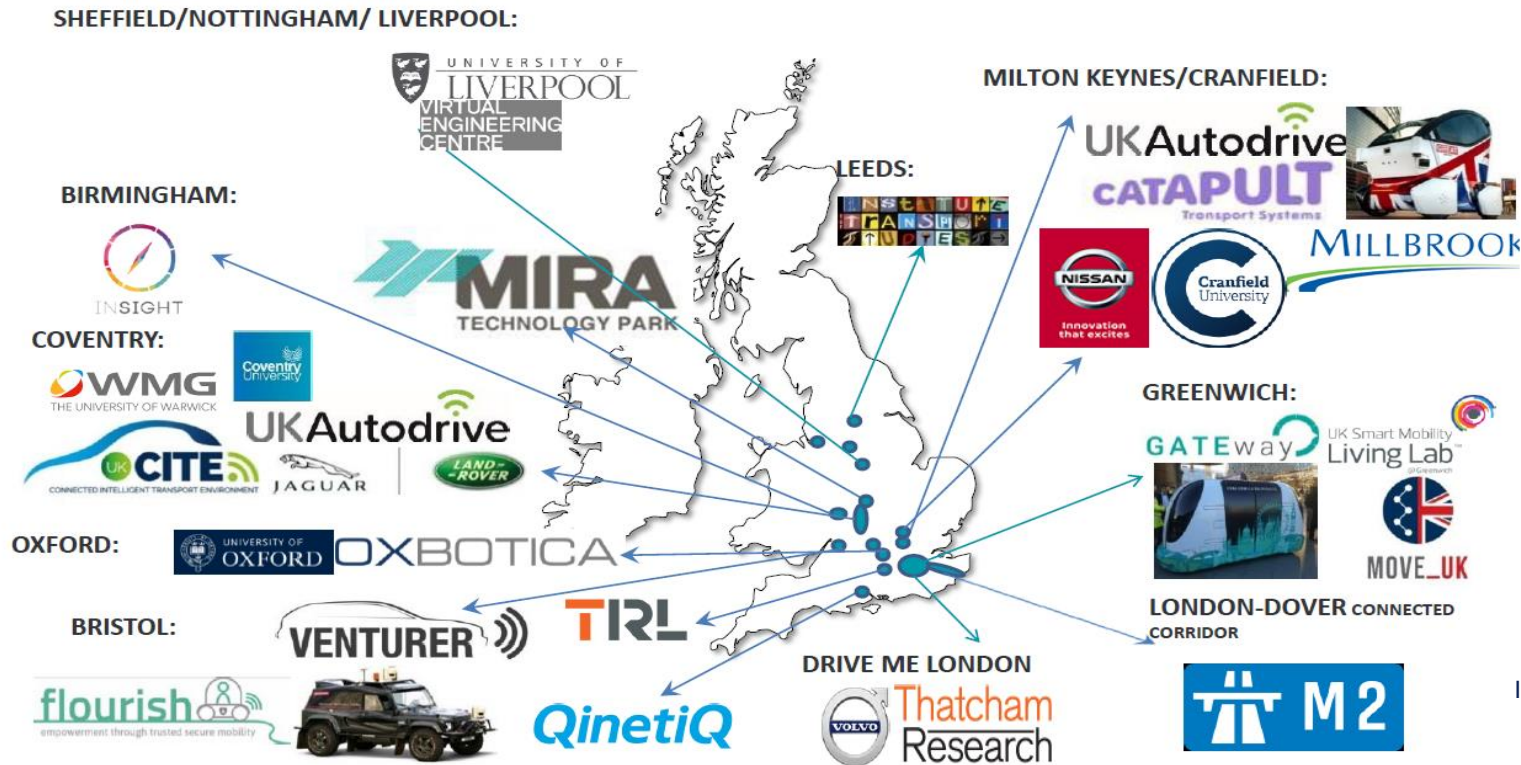 SHEFFIELD/NOTTINGHAM/ LIVERPOOL:
UNIVERSITY OF
LIVERPOOL
VIRTUAL
ENGINEERING
CENTRE
MILTON KEYNES/CRANFIELD:
UKAutodrive
CATAPULT
Transport Systems
NISSAN
Innovation
that excites
Cranfield
University
MILLBROOK
LEEDS:
INSTITUTE
TRANSPORT
BIRMINGHAM:
INSIGHT
MIRA
TECHNOLOGY PARK
COVENTRY:
WMG
THE UNIVERSITY OF WARWICK
Coventry
University
UKAutodrive
UK CITE
CONNECTED INTELLIGENT TRANSPORT ENVIRONMENT
JAGUAR
LAND-
-ROVER
GREENWICH:
GATEway
UK Smart Mobility
Living Lab™
@Greenwich
MOVE_UK
OXFORD:
UNIVERSITY OF
OXFORD
OXBOTICA
BRISTOL:
VENTURER
flourish
empowerment through trusted secure mobility
TRL
QinetiQ
DRIVE ME LONDON
VOLVO
Thatcham
Research
LONDON-DOVER CONNECTED
CORRIDOR
M2